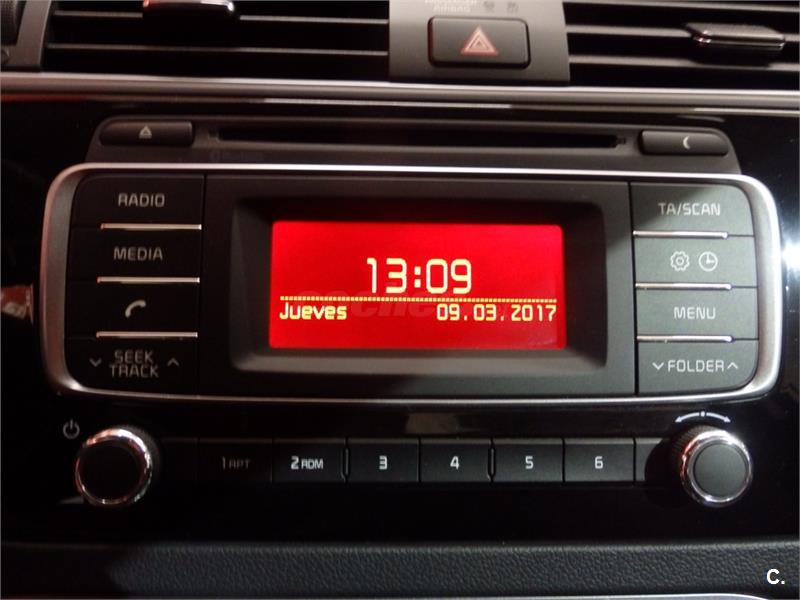 RADIO
TA/SCAN
MEDIA
13:09
Jueves 09.03.2017
MENU
SEEK
TRACK
FOLDER
1 RPT 2 RDM 3 4 5 6
C.